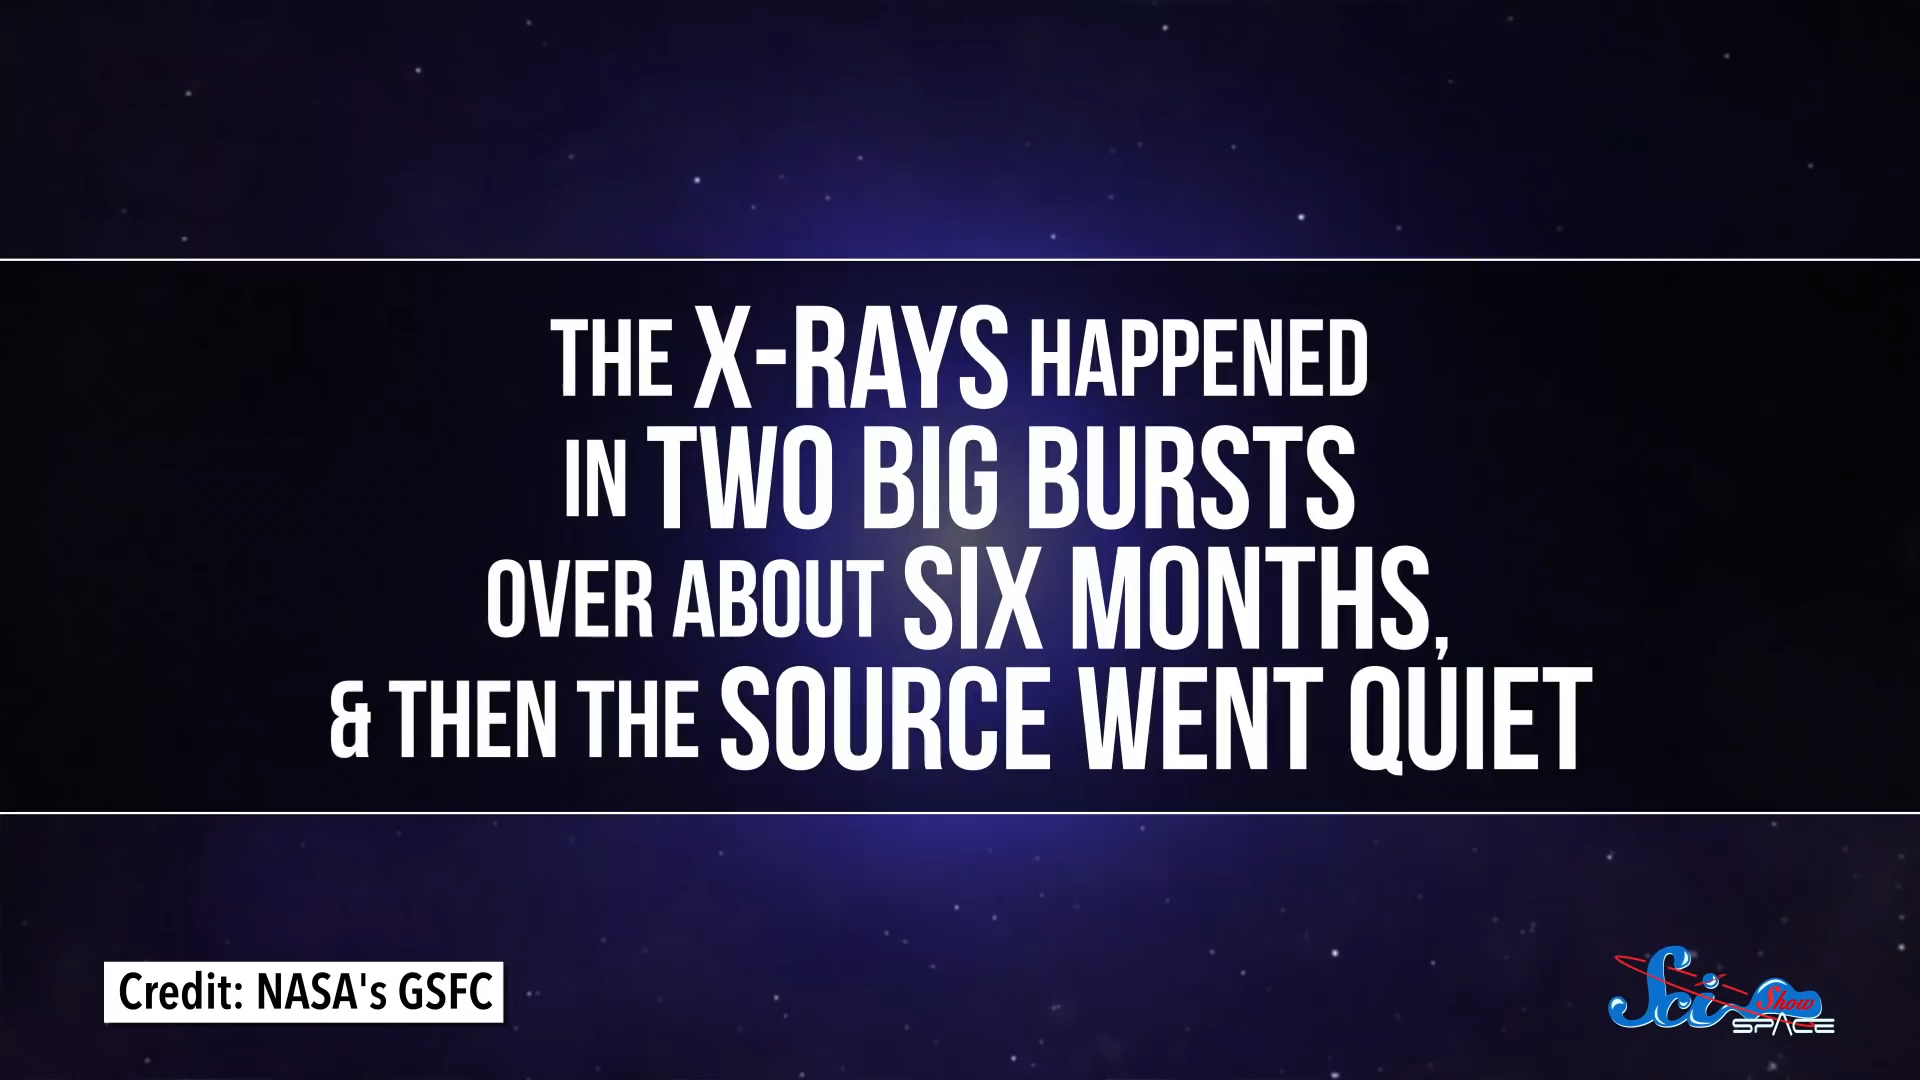 THE X-RAYS HAPPENED
IN TWO BIG BURSTS
OVER ABOUT SIX MONTHS,
& THEN THE SOURCE WENT QUIET
Credit: NASA's GSFC
Sci Show
SPACE